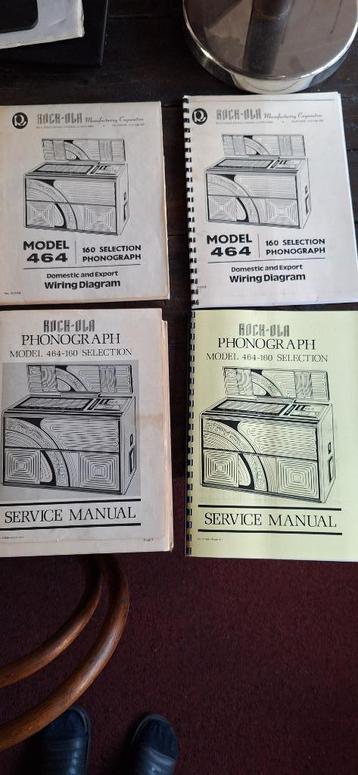 ROCK-OLA Manufacturing Corporation
MODEL
464
160 SELECTION
PHONOGRAPH
Domestic and Export
Wiring Diagram
ROCK-OLA Manufacturing Corporation
MODEL
464
160 SELECTION
PHONOGRAPH
Domestic and Export
Wiring Diagram
ROCK-OLA
PHONOGRAPH
MODEL 464-160 SELECTION
SERVICE MANUAL
ROCK-OLA
PHONOGRAPH
MODEL 464-160 SELECTION
SERVICE MANUAL